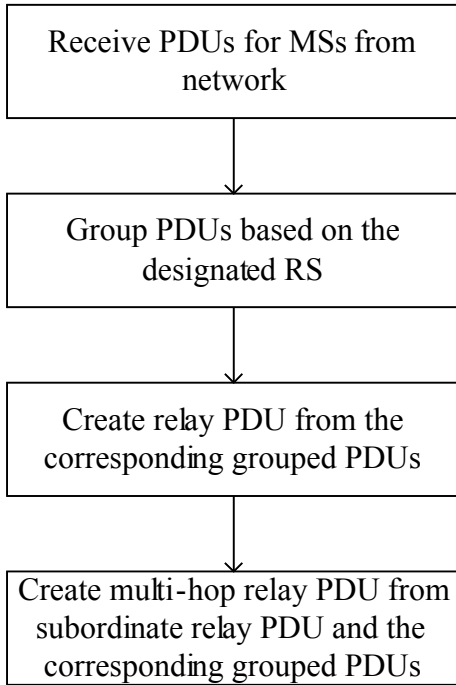 Receive PDUs for MSs from
network
Group PDUs based on the
designated RS
Create relay PDU from the
corresponding grouped PDUs
Create multi-hop relay PDU from
subordinate relay PDU and the
corresponding grouped PDUs